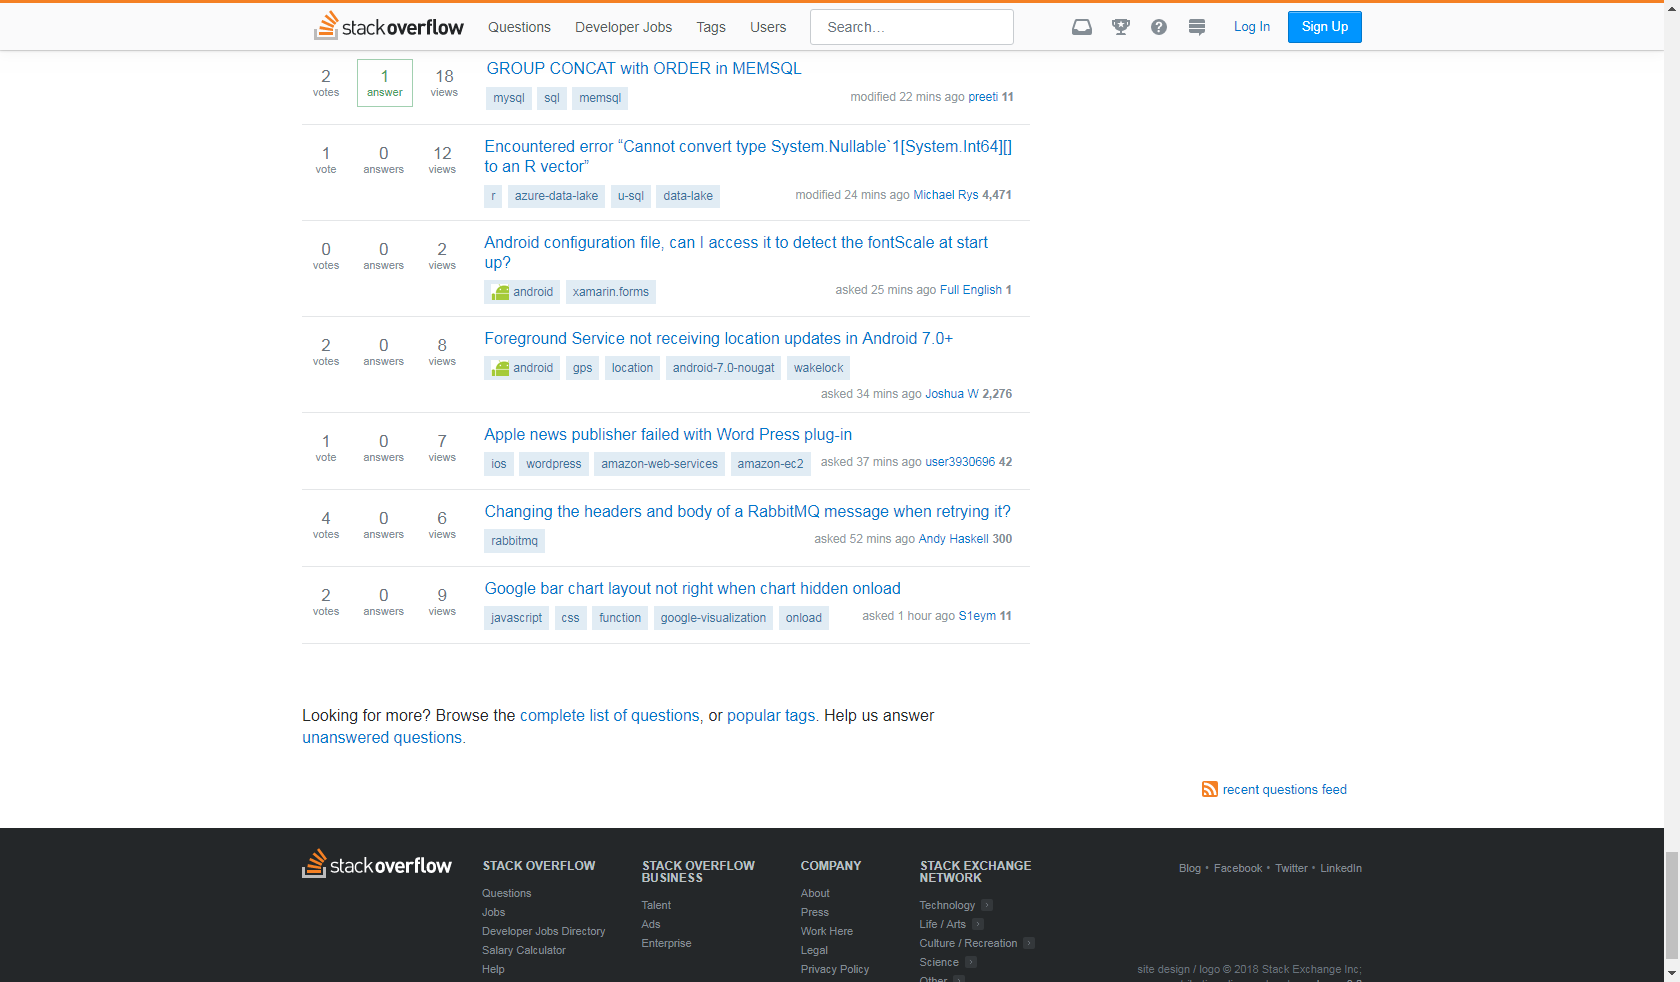 stackoverflow Questions Developer Jobs Tags Users Search... Log In Sign Up
2 votes 1 answer 18 views
GROUP CONCAT with ORDER in MEMSQL
mysql sql memsql
modified 22 mins ago preeti 11
1 vote 0 answers 12 views
Encountered error “Cannot convert type System.Nullable`1[System.Int64][]
to an R vector”
r azure-data-lake u-sql data-lake
modified 24 mins ago Michael Rys 4,471
0 votes 0 answers 2 views
Android configuration file, can I access it to detect the fontScale at start
up?
android xamarin.forms
asked 25 mins ago Full English 1
2 votes 0 answers 8 views
Foreground Service not receiving location updates in Android 7.0+
android gps location android-7.0-nougat wakelock
asked 34 mins ago Joshua W 2,276
1 vote 0 answers 7 views
Apple news publisher failed with Word Press plug-in
ios wordpress amazon-web-services amazon-ec2
asked 37 mins ago user3930696 42
4 votes 0 answers 6 views
Changing the headers and body of a RabbitMQ message when retrying it?
rabbitmq
asked 52 mins ago Andy Haskell 300
2 votes 0 answers 9 views
Google bar chart layout not right when chart hidden onload
javascript css function google-visualization onload
asked 1 hour ago S1eym 11
Looking for more? Browse the complete list of questions, or popular tags. Help us answer
unanswered questions.
recent questions feed
stackoverflow
STACK OVERFLOW
Questions
Jobs
Developer Jobs Directory
Salary Calculator
Help
STACK OVERFLOW
BUSINESS
Talent
Ads
Enterprise
COMPANY
About
Press
Work Here
Legal
Privacy Policy
STACK EXCHANGE
NETWORK
Technology
Life / Arts
Culture / Recreation
Science
Other
Blog • Facebook • Twitter • LinkedIn
site design / logo © 2018 Stack Exchange Inc;